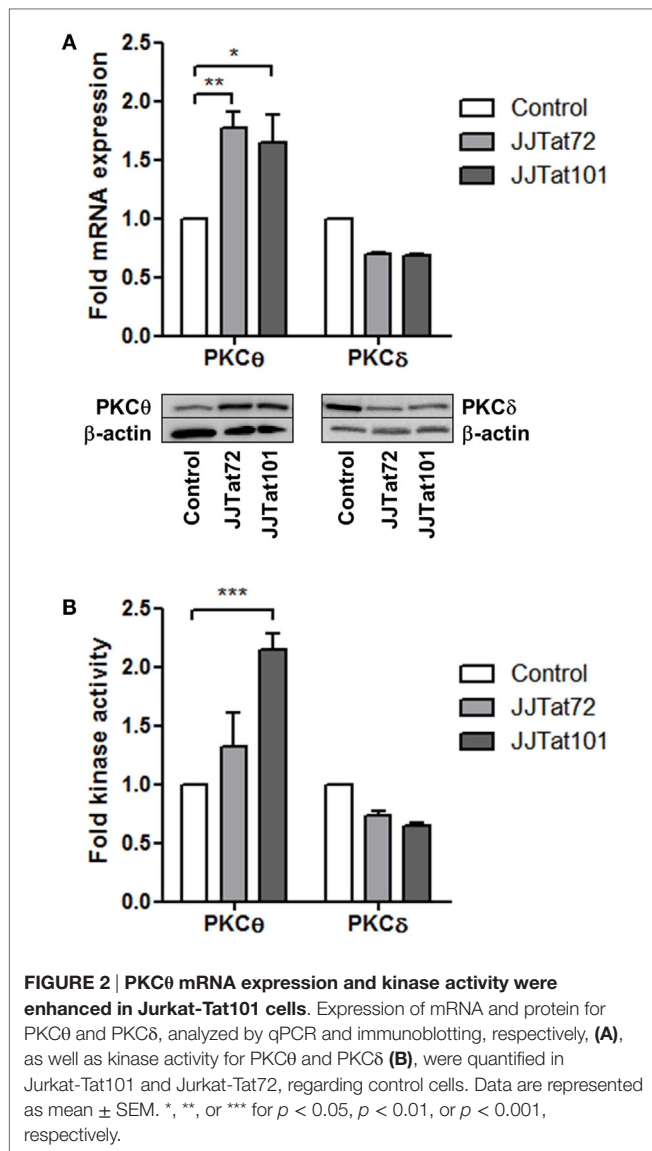 A
2.5
2.0
1.5
1.0
0.5
0.0
Fold mRNA expression
*
**
Control
JJTat72
JJTat101
PKCθ
PKCδ
PKCθ
β-actin
PKCδ
β-actin
Control
JJTat72
JJTat101
Control
JJTat72
JJTat101
B
2.5
2.0
1.5
1.0
0.5
0.0
Fold kinase activity
***
Control
JJTat72
JJTat101
PKCθ
PKCδ
FIGURE 2 | PKCθ mRNA expression and kinase activity were
enhanced in Jurkat-Tat101 cells. Expression of mRNA and protein for
PKCθ and PKCδ, analyzed by qPCR and immunoblotting, respectively, (A),
as well as kinase activity for PKCθ and PKCδ (B), were quantified in
Jurkat-Tat101 and Jurkat-Tat72, regarding control cells. Data are represented
as mean ± SEM. *, **, or *** for p < 0.05, p < 0.01, or p < 0.001,
respectively.